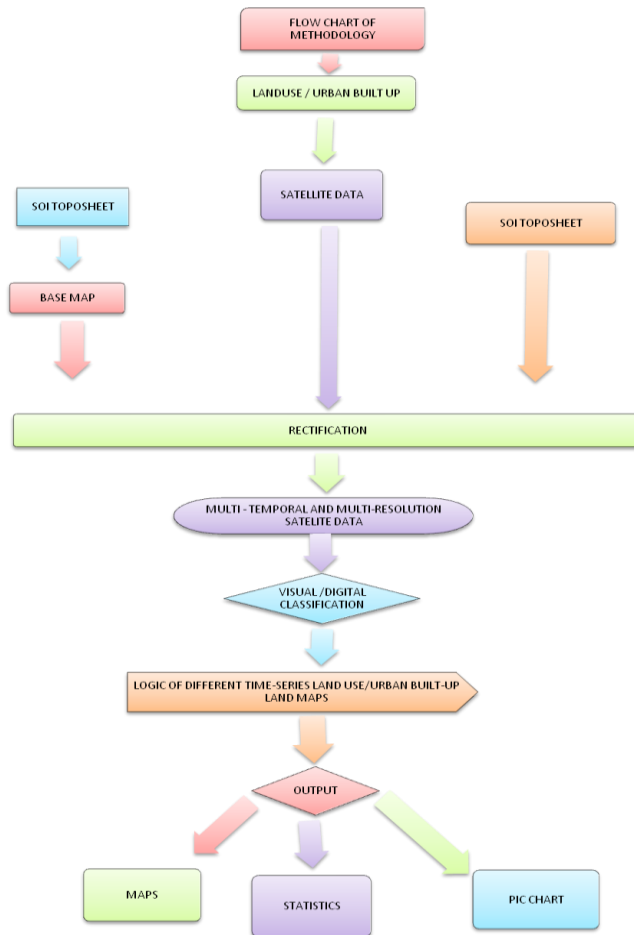 FLOW CHART OF
METHODOLOGY
LANDUSE / URBAN BUILT UP
SATELLITE DATA
SOI TOPOSHEET
SOI TOPOSHEET
BASE MAP
RECTIFICATION
MULTI - TEMPORAL AND MULTI-RESOLUTION
SATELITE DATA
VISUAL /DIGITAL
CLASSIFICATION
LOGIC OF DIFFERENT TIME-SERIES LAND USE/URBAN BUILT-UP
LAND MAPS
OUTPUT
MAPS
STATISTICS
PIC CHART